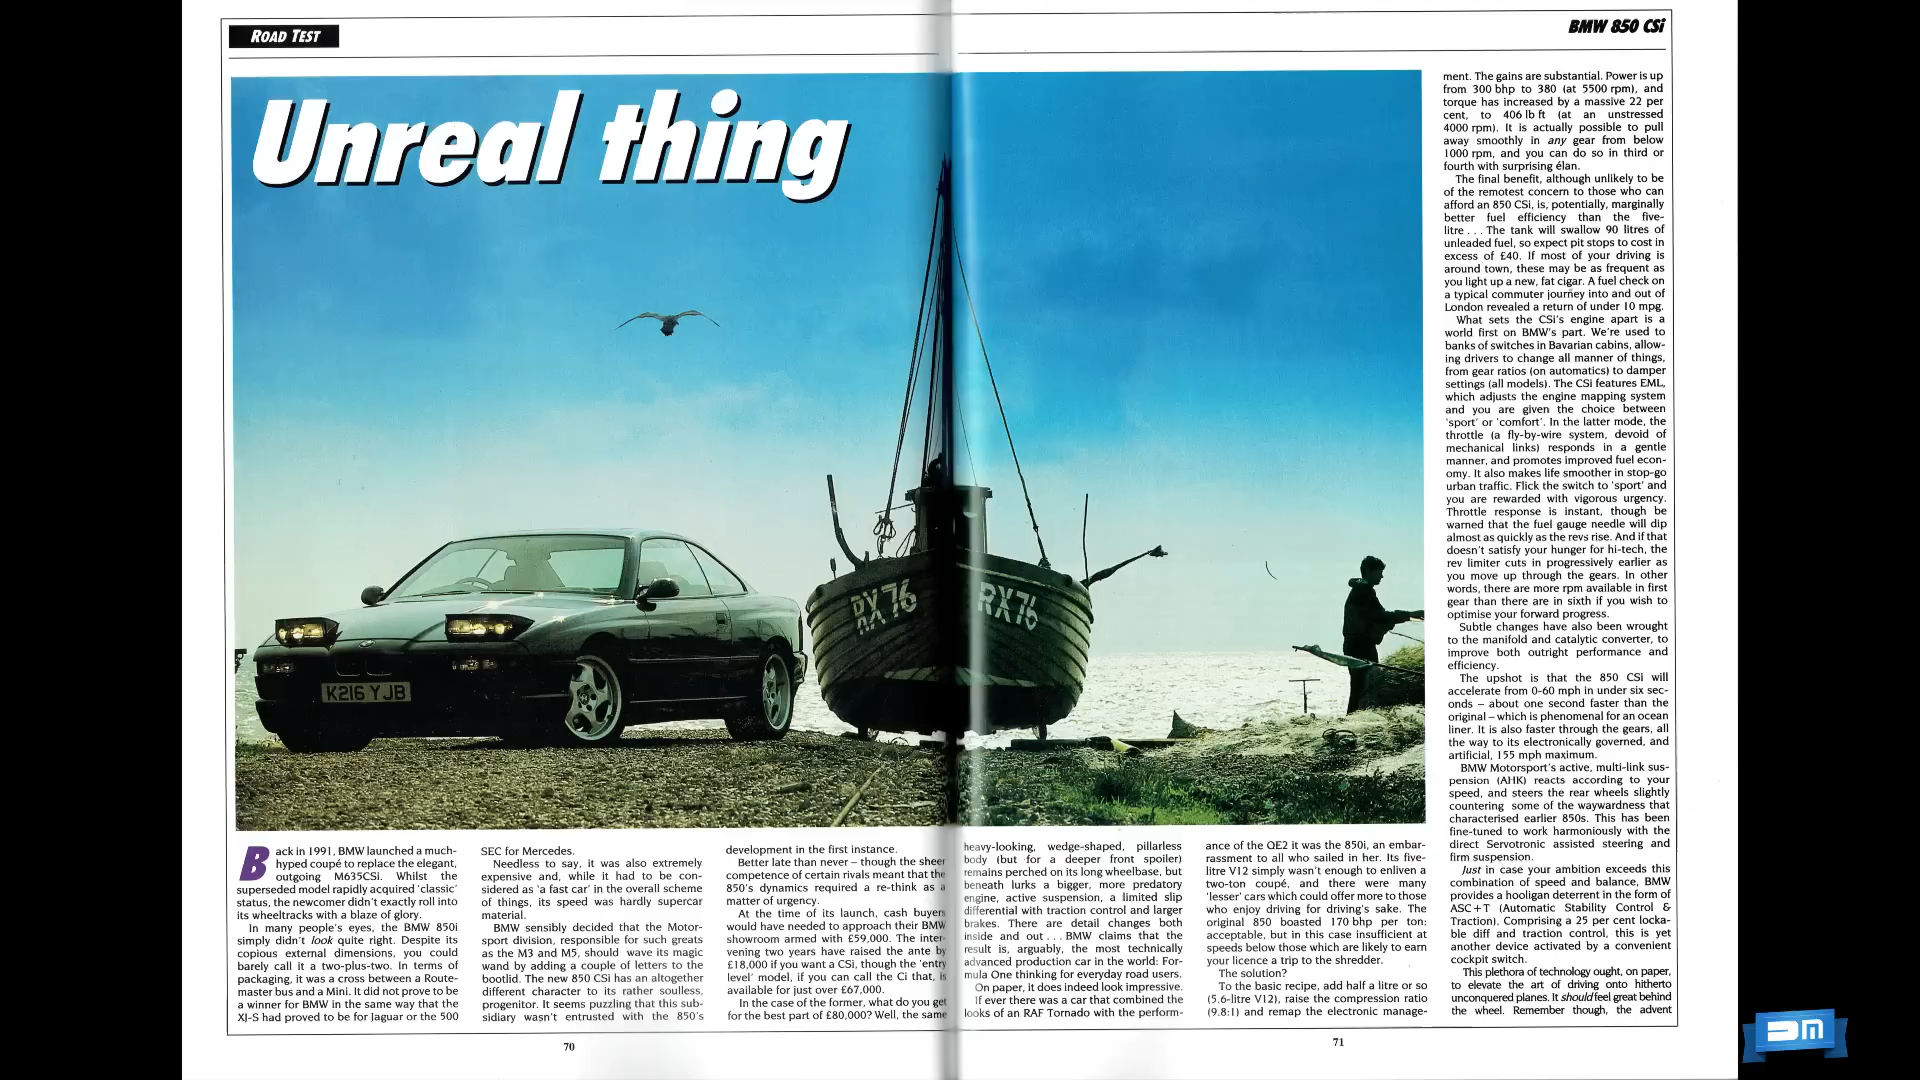 ROAD TEST
BMW 850 CSi
Unreal thing
RX 76
RX76
K216 YJB
Back in 1991, BMW launched a much-
hyped coupé to replace the elegant,
outgoing M635CSi. Whilst the
superseded model rapidly acquired 'classic'
status, the newcomer didn't exactly roll into
its wheeltracks with a blaze of glory.
In many people's eyes, the BMW 850i
simply didn't look quite right. Despite its
copious external dimensions, you could
barely call it a two-plus-two. In terms of
packaging, it was a cross between a Route-
master bus and a Mini. It did not prove to be
a winner for BMW in the same way that the
XJ-S had proved to be for Jaguar or the 500
SEC for Mercedes.
Needless to say, it was also extremely
expensive and, while it had to be con-
sidered as 'a fast car' in the overall scheme
of things, its speed was hardly supercar
material.
BMW sensibly decided that the Motor-
sport division, responsible for such greats
as the M3 and M5, should wave its magic
wand by adding a couple of letters to the
bootlid. The new 850 CSi has an altogether
different character to its rather soulless,
progenitor. It seems puzzling that this sub-
sidiary wasn't entrusted with the 850's
development in the first instance.
Better late than never – though the sheer
competence of certain rivals meant that the
850's dynamics required a re-think as a
matter of urgency.
At the time of its launch, cash buyers
would have needed to approach their BMW
showroom armed with £59,000. The inter-
vening two years have raised the ante by
£18,000 if you want a CSi, though the 'entry
level' model, if you can call the Ci that, is
available for just over £67,000.
In the case of the former, what do you get
for the best part of £80,000? Well, the same
heavy-looking, wedge-shaped, pillarless
body (but for a deeper front spoiler)
remains perched on its long wheelbase, but
beneath lurks a bigger, more predatory
engine, active suspension, a limited slip
differential with traction control and larger
brakes. There are detail changes both
inside and out . . . BMW claims that the
result is, arguably, the most technically
advanced production car in the world: For-
mula One thinking for everyday road users.
On paper, it does indeed look impressive.
If ever there was a car that combined the
looks of an RAF Tornado with the perform-
ance of the QE2 it was the 850i, an embar-
rassment to all who sailed in her. Its five-
litre V12 simply wasn't enough to enliven a
two-ton coupé, and there were many
'lesser' cars which could offer more to those
who enjoy driving for driving's sake. The
original 850 boasted 170 bhp per ton:
acceptable, but in this case insufficient at
speeds below those which are likely to earn
your licence a trip to the shredder.
The solution?
To the basic recipe, add half a litre or so
(5.6-litre V12), raise the compression ratio
(9.8:1) and remap the electronic manage-
ment. The gains are substantial. Power is up
from 300 bhp to 380 (at 5500 rpm), and
torque has increased by a massive 22 per
cent, to 406 lb ft (at an unstressed
4000 rpm). It is actually possible to pull
away smoothly in any gear from below
1000 rpm, and you can do so in third or
fourth with surprising élan.
The final benefit, although unlikely to be
of the remotest concern to those who can
afford an 850 CSi, is, potentially, marginally
better fuel efficiency than the five-
litre . . . The tank will swallow 90 litres of
unleaded fuel, so expect pit stops to cost in
excess of £40. If most of your driving is
around town, these may be as frequent as
you light up a new, fat cigar. A fuel check on
a typical commuter journey into and out of
London revealed a return of under 10 mpg.
What sets the CSi's engine apart is a
world first on BMW's part. We're used to
banks of switches in Bavarian cabins, allow-
ing drivers to change all manner of things,
from gear ratios (on automatics) to damper
settings (all models). The CSi features EML,
which adjusts the engine mapping system
and you are given the choice between
'sport' or 'comfort'. In the latter mode, the
throttle (a fly-by-wire system, devoid of
mechanical links) responds in a gentle
manner, and promotes improved fuel econ-
omy. It also makes life smoother in stop-go
urban traffic. Flick the switch to 'sport' and
you are rewarded with vigorous urgency.
Throttle response is instant, though be
warned that the fuel gauge needle will dip
almost as quickly as the revs rise. And if that
doesn't satisfy your hunger for hi-tech, the
rev limiter cuts in progressively earlier as
you move up through the gears. In other
words, there are more rpm available in first
gear than there are in sixth if you wish to
optimise your forward progress.
Subtle changes have also been wrought
to the manifold and catalytic converter, to
improve both outright performance and
efficiency.
The upshot is that the 850 CSi will
accelerate from 0-60 mph in under six sec-
onds – about one second faster than the
original – which is phenomenal for an ocean
liner. It is also faster through the gears, all
the way to its electronically governed, and
artificial, 155 mph maximum.
BMW Motorsport's active, multi-link sus-
pension (AHK) reacts according to your
speed, and steers the rear wheels slightly
countering some of the waywardness that
characterised earlier 850s. This has been
fine-tuned to work harmoniously with the
direct Servotronic assisted steering and
firm suspension.
Just in case your ambition exceeds this
combination of speed and balance, BMW
provides a hooligan deterrent in the form of
ASC+T (Automatic Stability Control &
Traction). Comprising a 25 per cent locka-
ble diff and traction control, this is yet
another device activated by a convenient
cockpit switch.
This plethora of technology ought, on paper,
to elevate the art of driving onto hitherto
unconquered planes. It should feel great behind
the wheel. Remember though, the advent
70
71